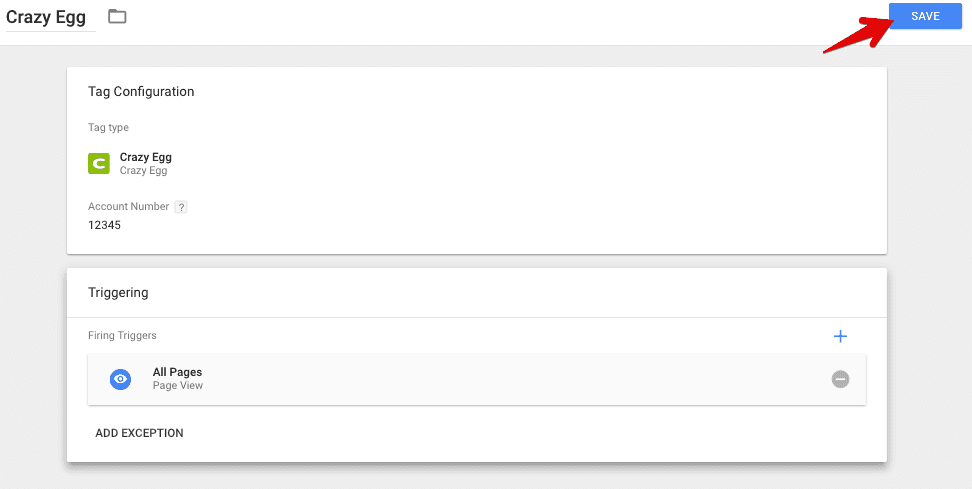 Crazy Egg
SAVE
Tag Configuration
Tag type
Crazy Egg
Crazy Egg
Account Number ?
12345
Triggering
Firing Triggers
All Pages
Page View
ADD EXCEPTION